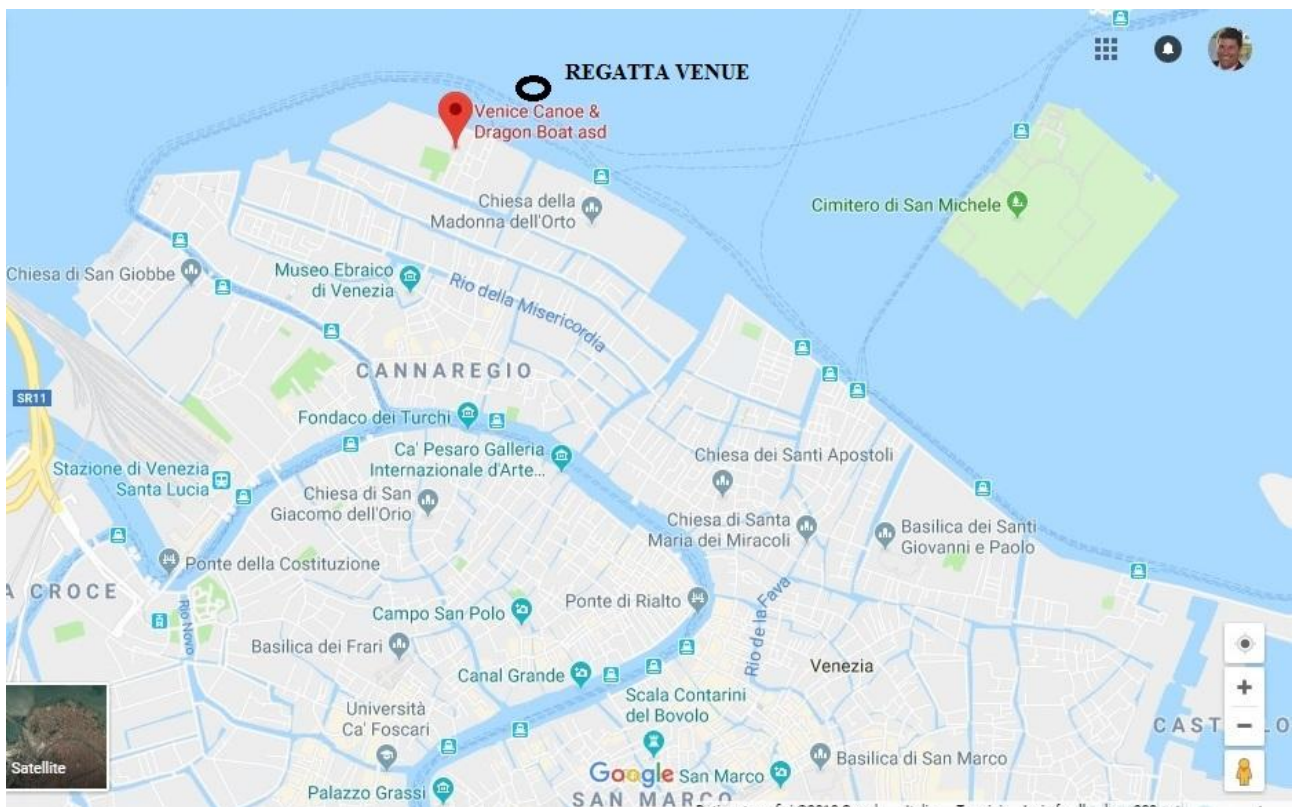 REGATTA VENUE
Venice Canoe &
Dragon Boat asd
Chiesa della
Madonna dell'Orto
Cimitero di San Michele
Chiesa di San Giobbe
Museo Ebraico
di Venezia
Rio della Misericordia
CANNAREGIO
SR11
Fondaco dei Turchi
Ca' Pesaro Galleria
Internazionale d'Arte...
Chiesa dei Santi Apostoli
Stazione di Venezia
Santa Lucia
Chiesa di San
Giacomo dell'Orio
Chiesa di Santa
Maria dei Miracoli
Basilica dei Santi
Giovanni e Paolo
Ponte della Costituzione
A CROCE
Rio Novo
Campo San Polo
Ponte di Rialto
Rio de la Fava
Basilica dei Frari
Venezia
Canal Grande
Scala Contarini
del Bovolo
Università
Ca' Foscari
CAST
LO
Basilica di San Marco
Satellite
Google
San Marco
Palazzo Grassi
SAN MARCO